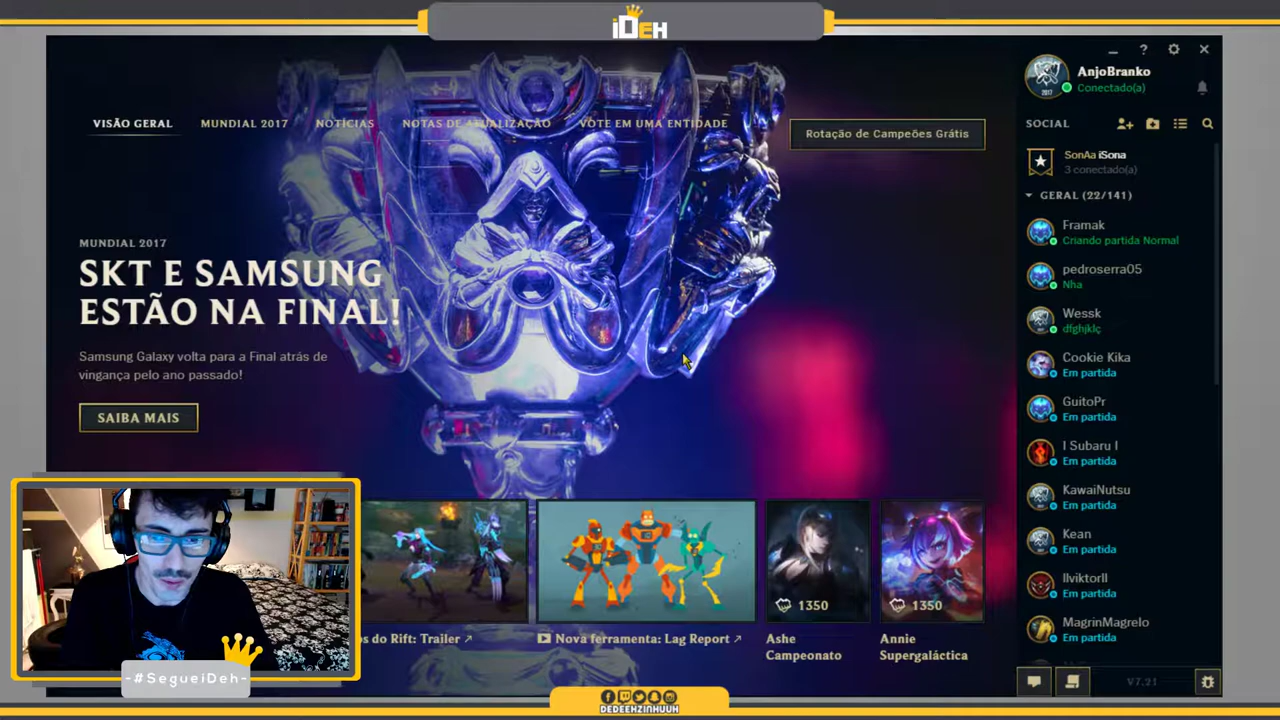 iDEH
AnjoBranko
Conectado(a)
VISÃO GERAL
MUNDIAL 2017
NOTÍCIAS
NOTAS DE ATUALIZAÇÃO
VOTE EM UMA ENTIDADE
Rotação de Campeões Grátis
SOCIAL
SonAa iSona
3 conectado(a)
GERAL (22/141)
Framak
Criando partida Normal
pedroserra05
Nha
Wessk
dfghjklç
Cookie Kika
Em partida
GuitoPr
Em partida
I Subaru I
Em partida
KawaiNutsu
Em partida
Kean
Em partida
IlviktorII
Em partida
MagrinMagrelo
Em partida
MUNDIAL 2017
SKT E SAMSUNG
ESTÃO NA FINAL!
Samsung Galaxy volta para a Final atrás de
vingança pelo ano passado!
SAIBA MAIS
1350
1350
s do Rift: Trailer
Nova ferramenta: Lag Report
Ashe
Campeonato
Annie
Supergaláctica
-#SegueiDeh-
V7.21
DEDEEHZINHUUH